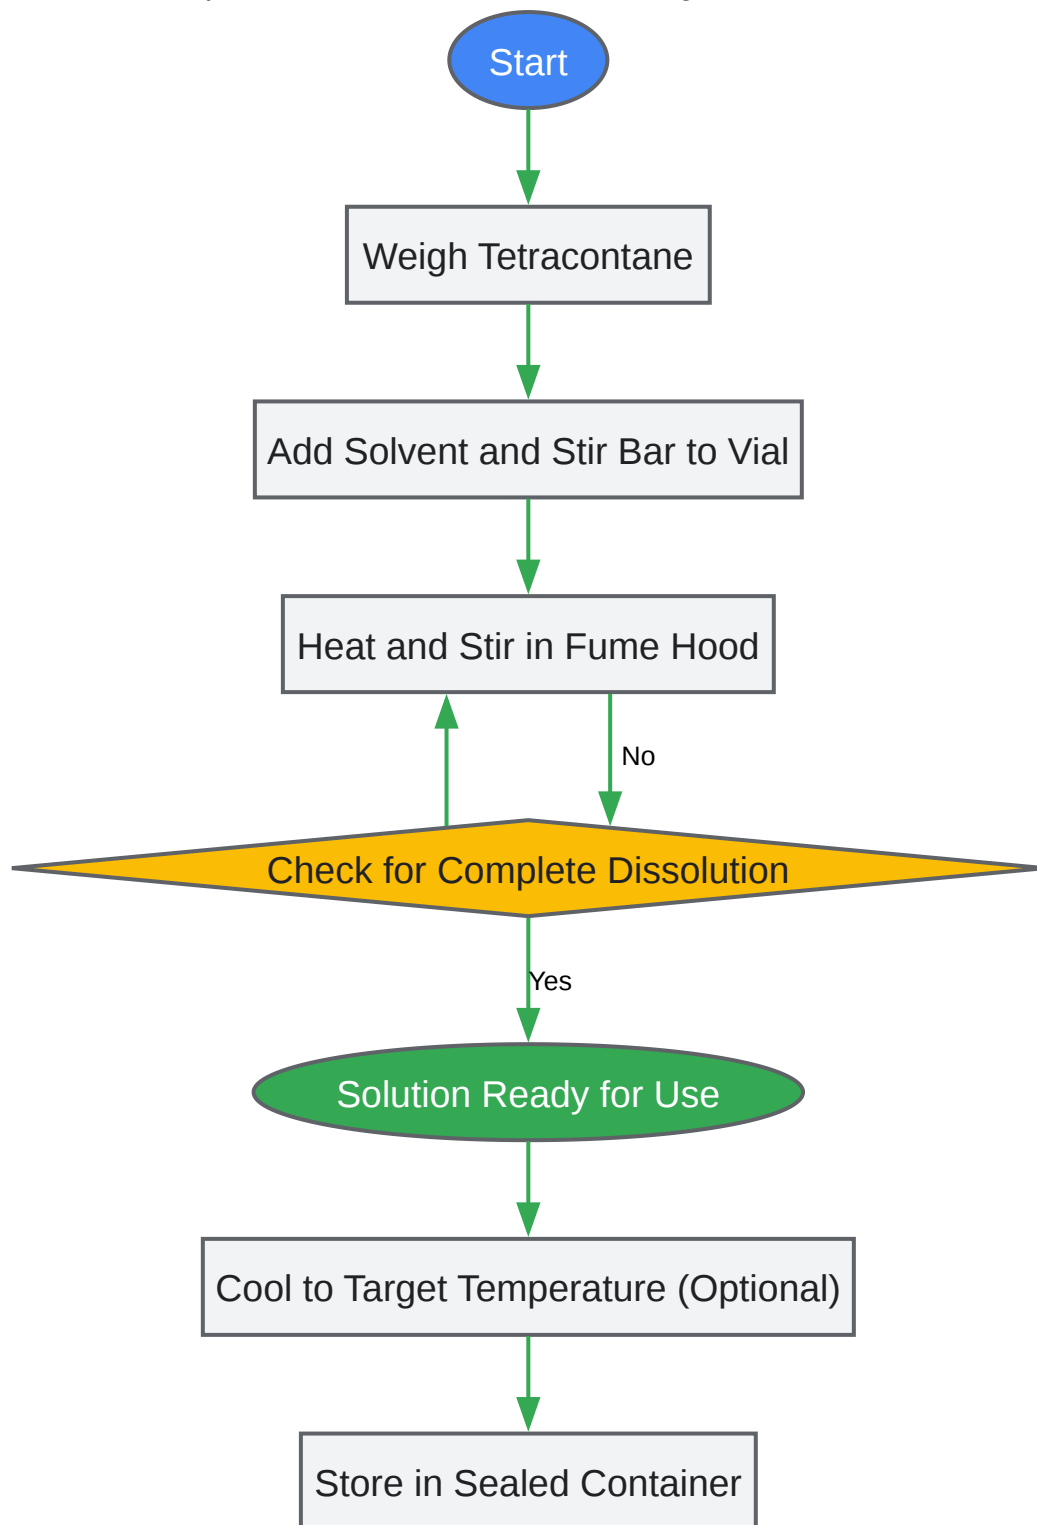 Start
Weigh Tetracontane
Add Solvent and Stir Bar to Vial
Heat and Stir in Fume Hood
No
Check for Complete Dissolution
Yes
Solution Ready for Use
Cool to Target Temperature (Optional)
Store in Sealed Container